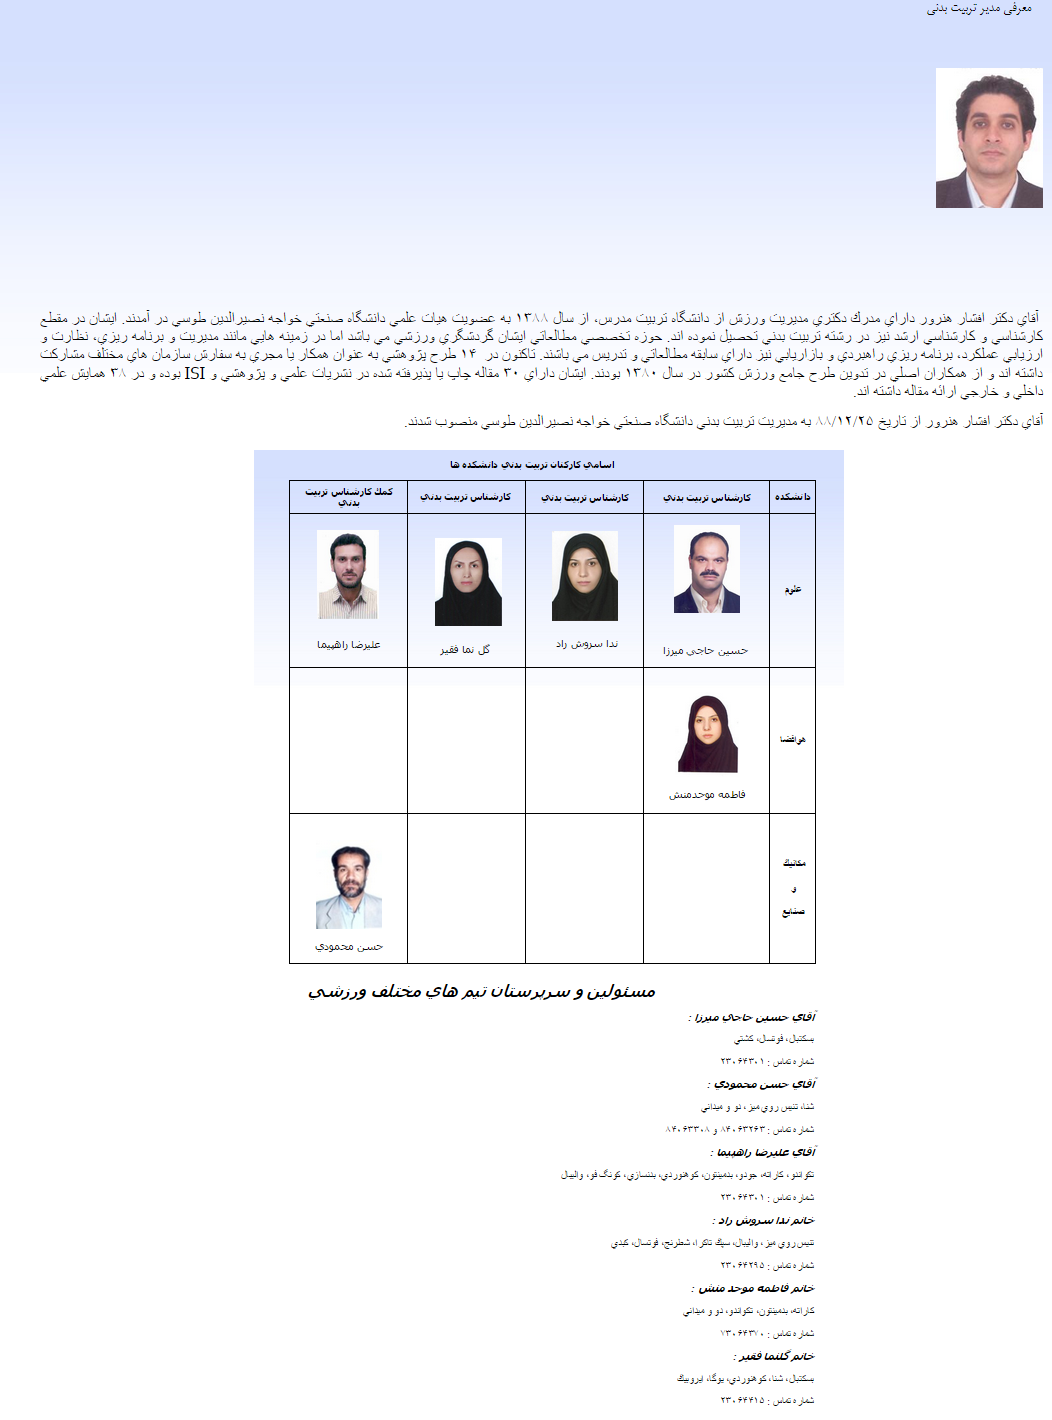 معرفی مدیر تربیت بدنی
آقاي دكتر افشار هنرور داراي مدرك دكتري مديريت ورزش از دانشگاه تربيت مدرس، از سال ۱۳۸۸ به عضويت هيات علمي دانشگاه صنعتي خواجه نصيرالدين طوسي در آمدند. ايشان در مقطع
كارشناسي و كارشناسي ارشد نيز در رشته تربيت بدني تحصيل نموده اند. حوزه تخصصي مطالعاتي ايشان گردشگري ورزشي مي باشد اما در زمينه هايي مانند مديريت و برنامه ريزي، نظارت و
ارزيابي عملكرد، برنامه ريزي راهبردي و بازاريابي نيز داراي سابقه مطالعاتي و تدريس مي باشند. تاكنون در ۱۴ طرح پژوهشي به عنوان همكار يا مجري به سفارش سازمان هاي مختلف مشاركت
داشته اند و از همكاران اصلي در تدوين طرح جامع ورزش كشور در سال ۱۳۸۰ بودند. ايشان داراي ۳۰ مقاله چاپ يا پذيرفته شده در نشريات علمي و پژوهشي و ISI بوده و در ۳۸ همايش علمي
داخلي و خارجي ارائه مقاله داشته اند.
آقاي دكتر افشار هنرور از تاريخ ۸۸/۱۲/۲۵ به مديريت تربيت بدني دانشگاه صنعتي خواجه نصيرالدين طوسي منصوب شدند.
اسامي كاركنان تربيت بدني دانشكده ها
دانشكده كارشناس تربيت بدني كارشناس تربيت بدني كارشناس تربيت بدني كمك كارشناس تربيت
بدني
علوم
حسين حاجي ميرزا ندا سروش راد گل نما فقير عليرضا راهپيما
هوافضا
فاطمه موحدمنش
مكانيك
و
صنايع
حسن محمودي
مسئولين و سرپرستان تيم هاي مختلف ورزشي
آقاي حسين حاجي ميرزا :
بسكتبال، فوتسال، كشتي
شماره تماس : ۲۳۰۶۴۳۰۱
آقاي حسن محمودي :
شنا، تنيس روي ميز، دو و ميداني
شماره تماس : ۸۴۰۶۳۲۶۳ و ۸۴۰۶۳۳۰۸
آقاي عليرضا راهپيما :
تكواندو، كاراته، جودو، بدمينتون، كوهنوردي، بدنسازي، كونگ فو، واليبال
شماره تماس : ۲۳۰۶۴۳۰۱
خانم ندا سروش راد :
تنيس روي ميز، واليبال، سپك تاكرا، شطرنج، فوتسال، كبدي
شماره تماس : ۲۳۰۶۴۲۹۵
خانم فاطمه موحد منش :
كاراته، بدمينتون، تكواندو، دو و ميداني
شماره تماس : ۷۳۰۶۴۳۷۰
خانم گلنما فقير :
بسكتبال، شنا، كوهنوردي، يوگا، ايروبيك
شماره تماس : ۲۳۰۶۴۴۱۵